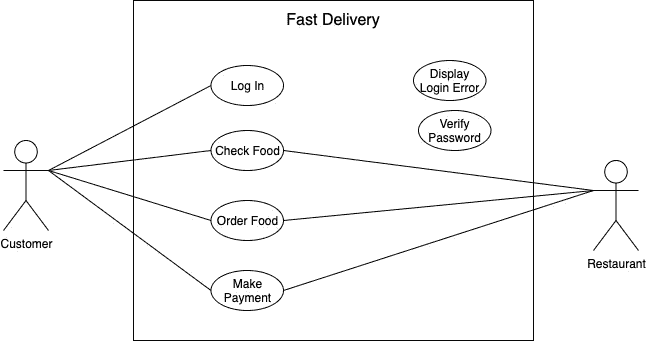 Fast Delivery
Log In
Display
Login Error
Verify
Password
Check Food
Order Food
Make
Payment
Customer
Restaurant